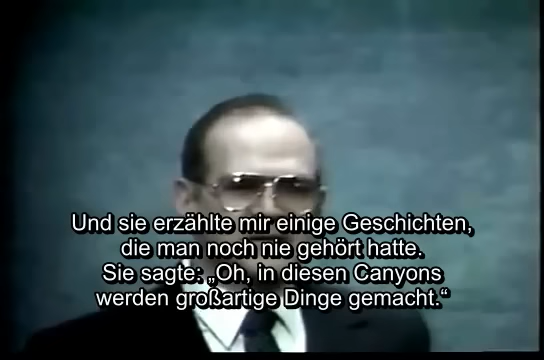 Und sie erzählte mir einige Geschichten,
die man noch nie gehört hatte.
Sie sagte: „Oh, in diesen Canyons
werden großartige Dinge gemacht.“